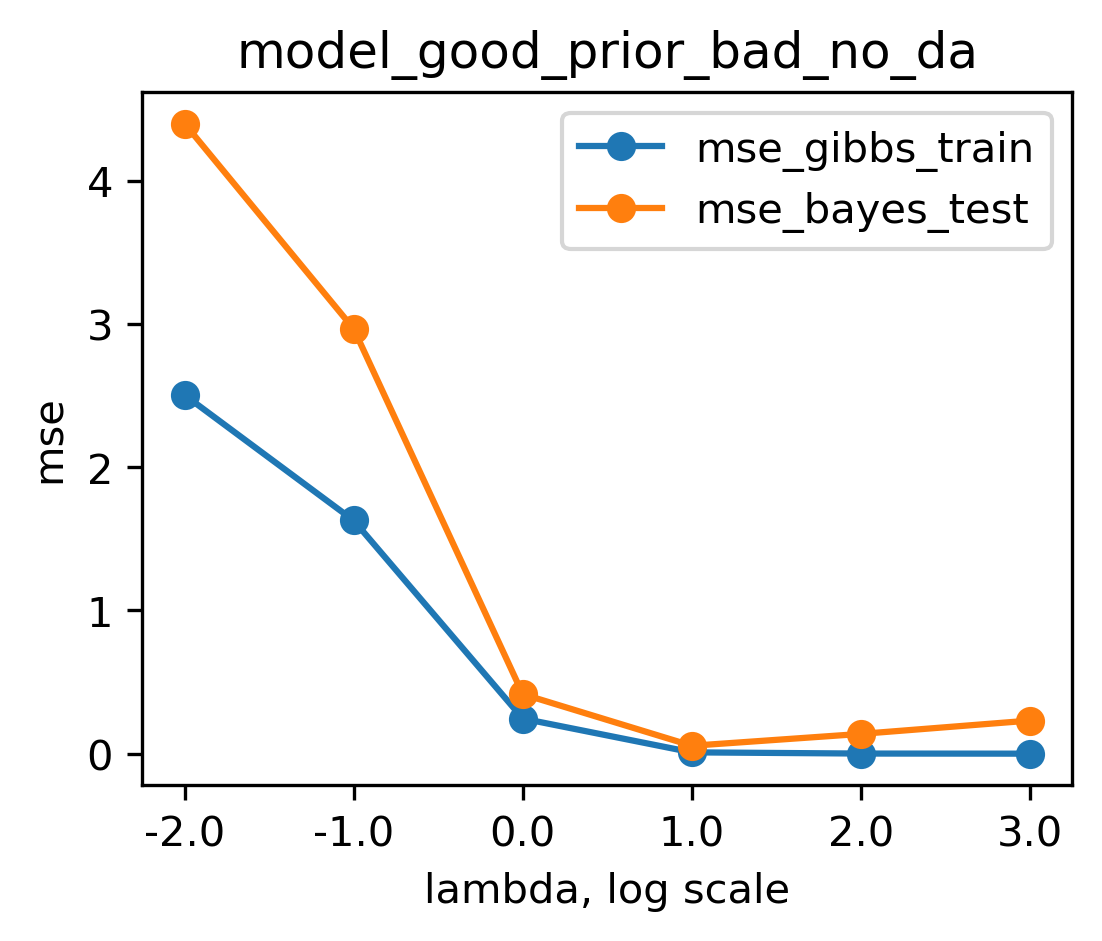 model_good_prior_bad_no_da
mse_gibbs_train
mse_bayes_test
4
3
2
1
0
mse
-2.0 -1.0 0.0 1.0 2.0 3.0
lambda, log scale